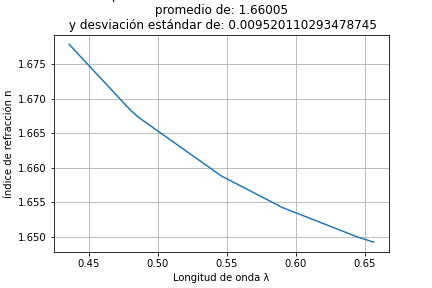 promedio de: 1.66005
y desviación estándar de: 0.009520110293478745
1.675
1.670
1.665
1.660
1.655
1.650
índice de refracción n
0.45 0.50 0.55 0.60 0.65
Longitud de onda λ